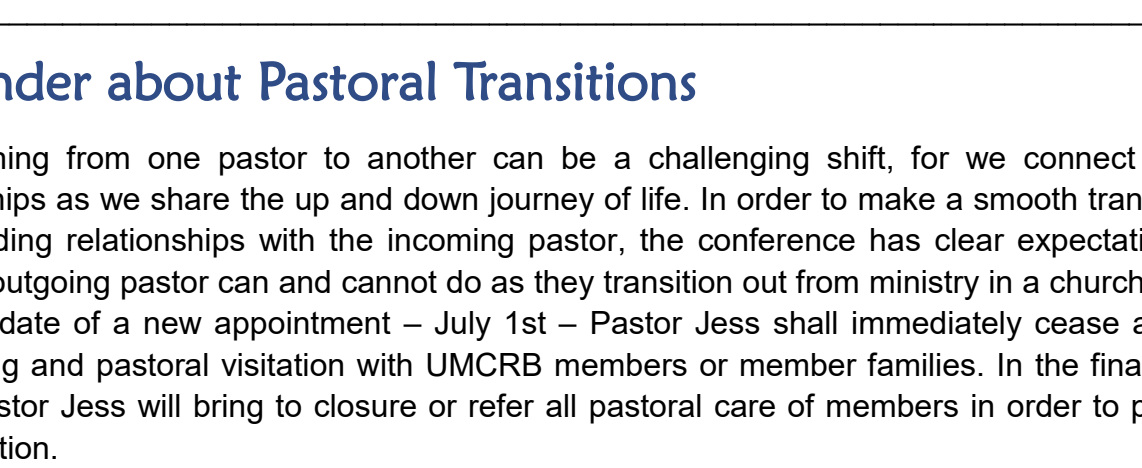 nder about Pastoral Transitions
ning from one pastor to another can be a challenging shift, for we connect
hips as we share the up and down journey of life. In order to make a smooth tran
ding relationships with the incoming pastor, the conference has clear expectati
outgoing pastor can and cannot do as they transition out from ministry in a church
date of a new appointment – July 1st – Pastor Jess shall immediately cease a
g and pastoral visitation with UMCRB members or member families. In the fina
stor Jess will bring to closure or refer all pastoral care of members in order to p
tion.